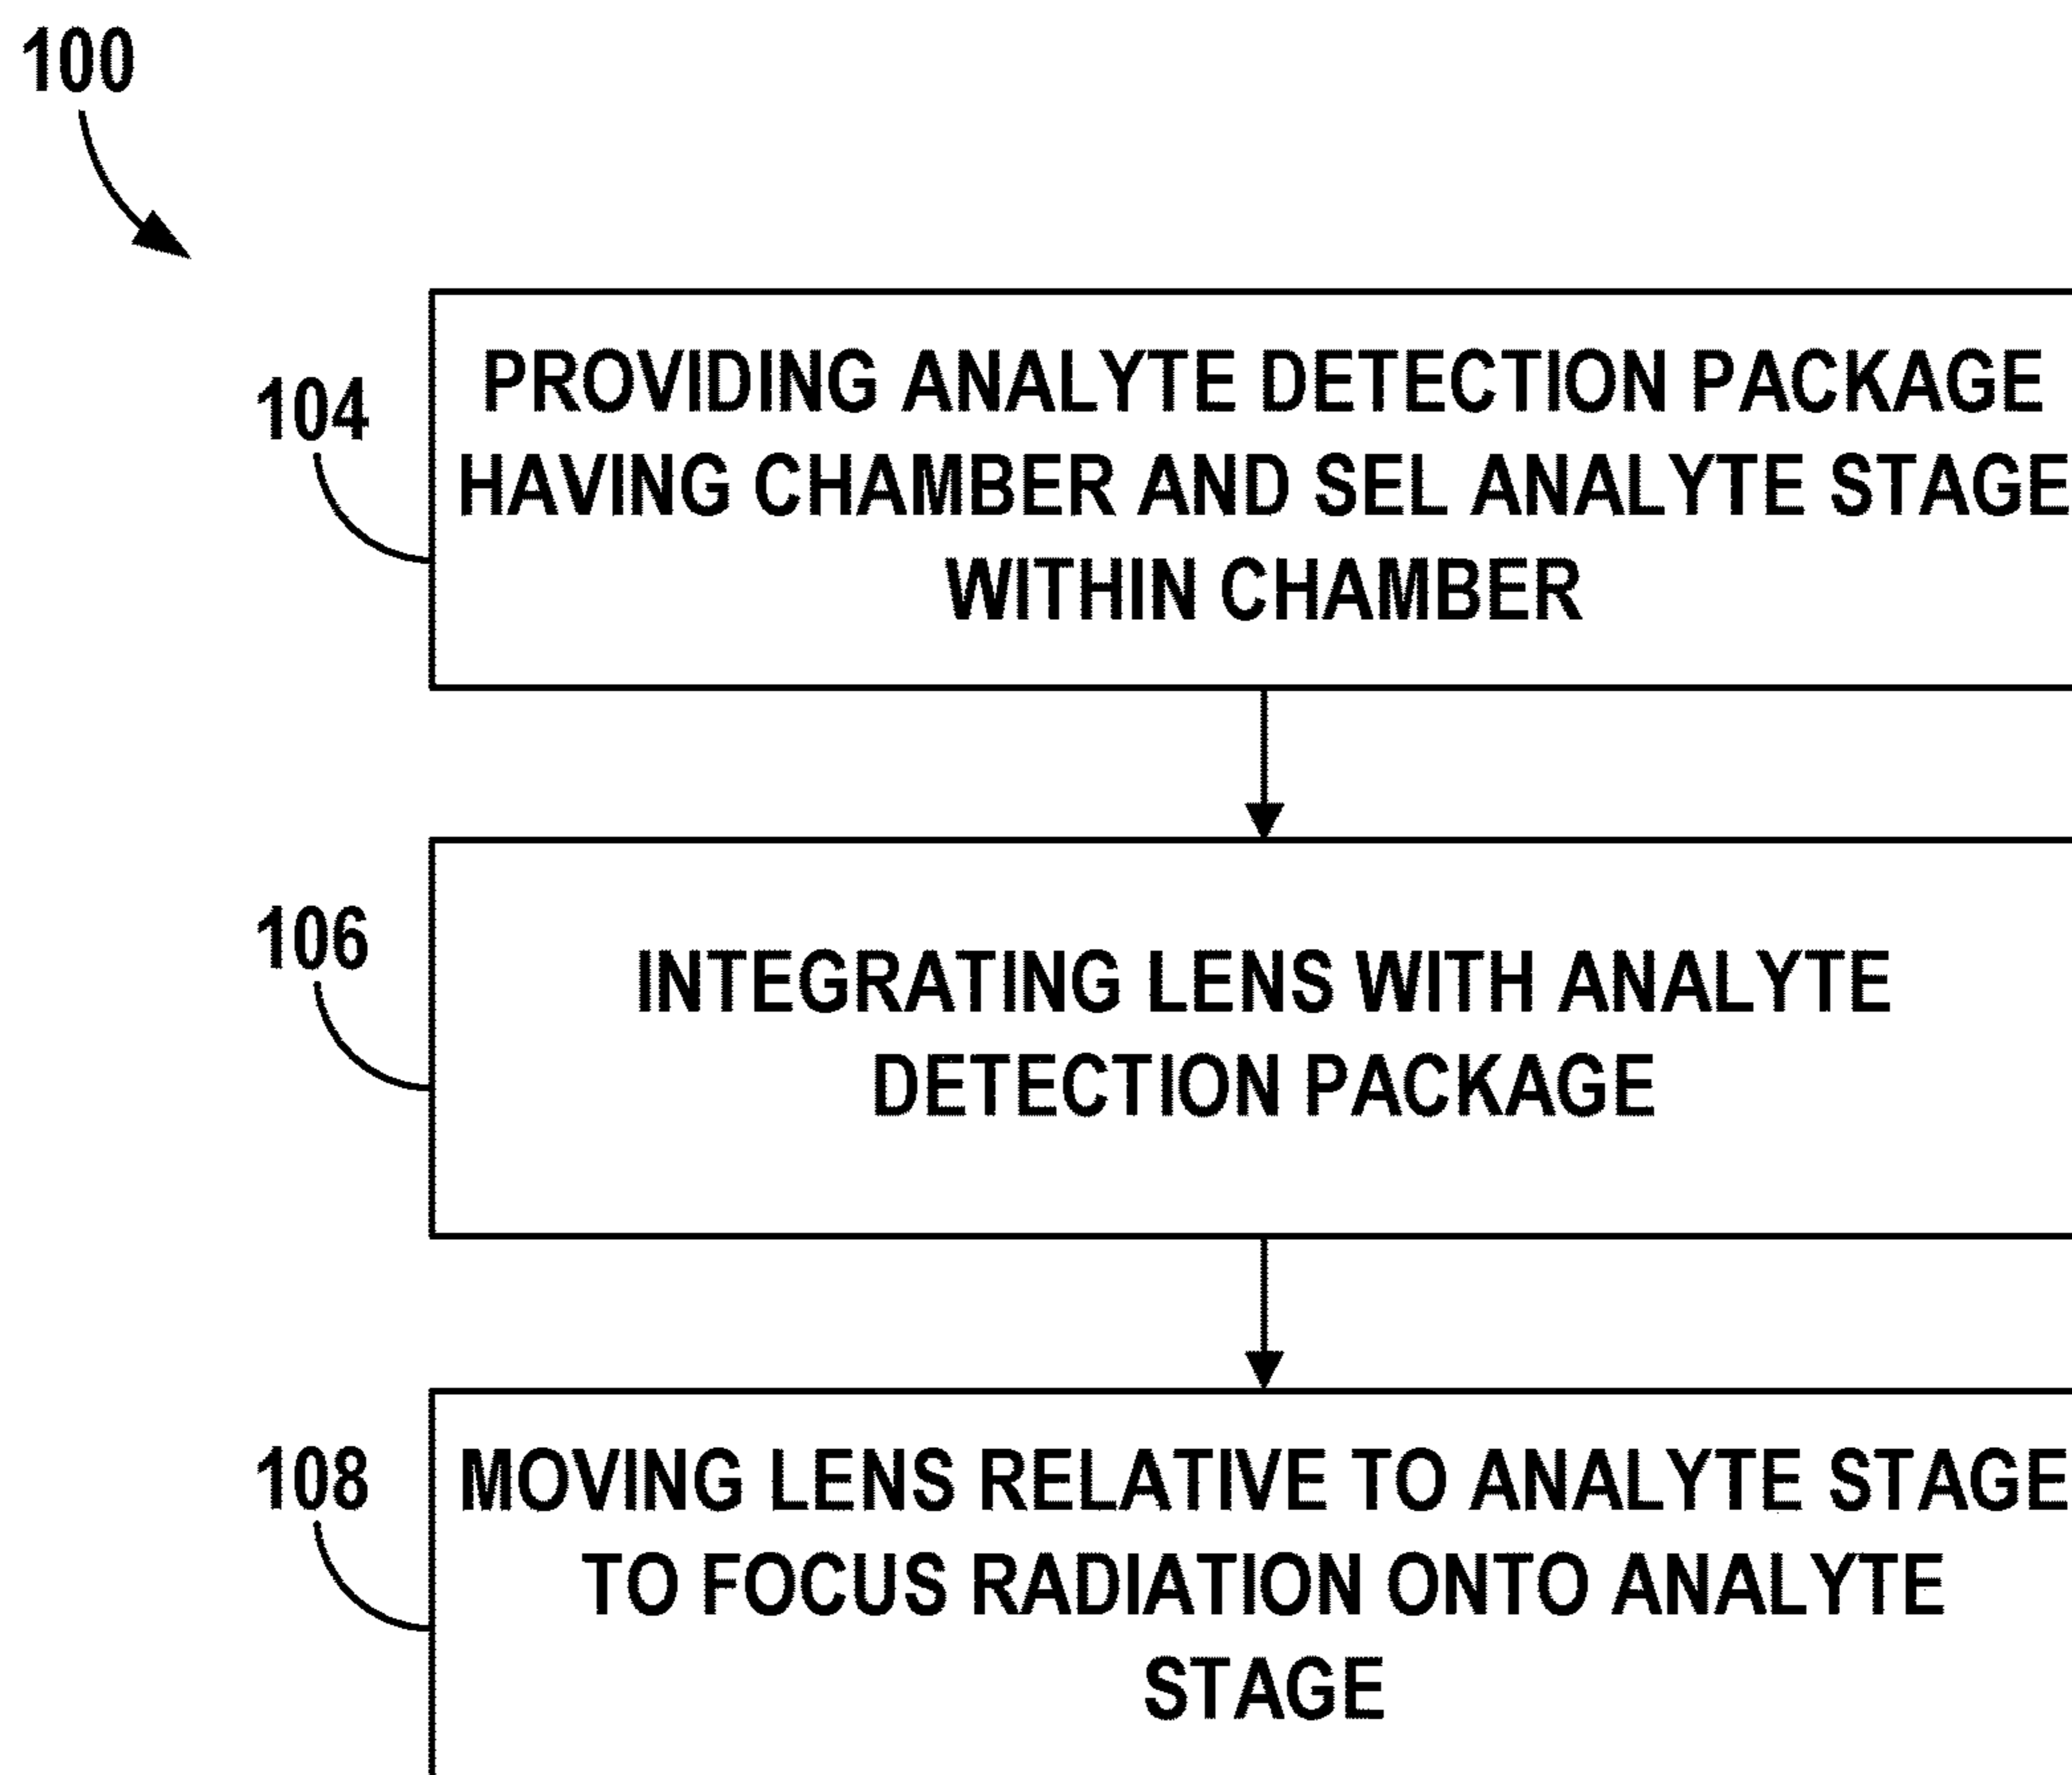 100
104
PROVIDING ANALYTE DETECTION PACKAGE
HAVING CHAMBER AND SEL ANALYTE STAGE
WITHIN CHAMBER
106
INTEGRATING LENS WITH ANALYTE
DETECTION PACKAGE
108
MOVING LENS RELATIVE TO ANALYTE STAGE
TO FOCUS RADIATION ONTO ANALYTE
STAGE